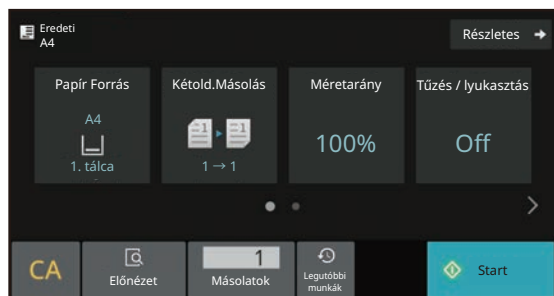 Eredeti
A4
Részletes
Papír Forrás
A4
1. tálca
Kétold.Másolás
1 → 1
Méretarány
100%
Tűzés / lyukasztás
Off
CA
Előnézet
1
Másolatok
Legutóbbi
munkák
Start